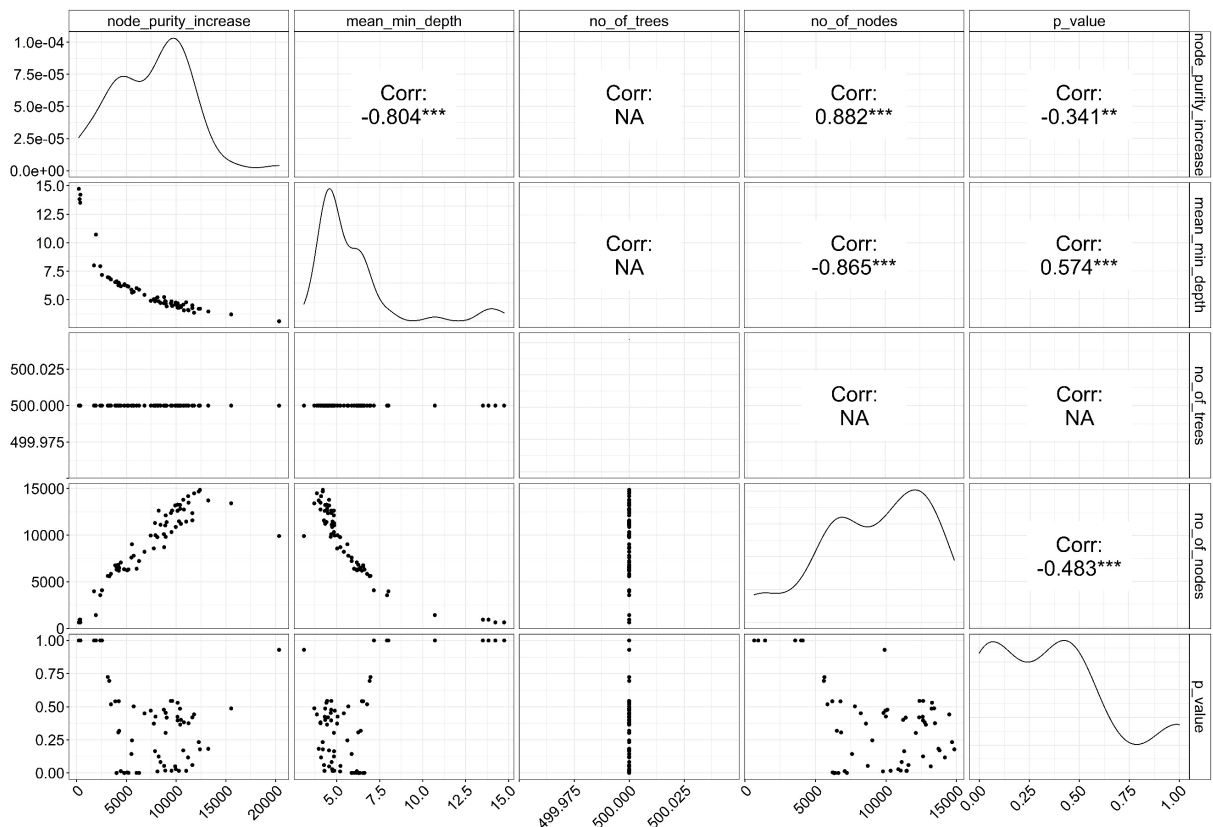 node_purity_increase
mean_min_depth
no_of_trees
no_of_nodes
p_value
1.0e-04
7.5e-05
5.0e-05
2.5e-05
0.0e+00
Corr:
-0.804***
Corr:
NA
Corr:
0.882***
Corr:
-0.341**
node_purity_increase
15.0
12.5
10.0
7.5
5.0
Corr:
NA
Corr:
-0.865***
Corr:
0.574***
mean_min_depth
500.025
500.000
499.975
Corr:
NA
Corr:
NA
no_of_trees
15000
10000
5000
0
Corr:
-0.483***
no_of_nodes
1.00
0.75
0.50
0.25
0.00
p_value
0
5000
10000
15000
20000
5.0
7.5
10.0
12.5
15.0
499.975
500.000
500.025
0
5000
10000
15000
0.00
0.25
0.50
0.75
1.00